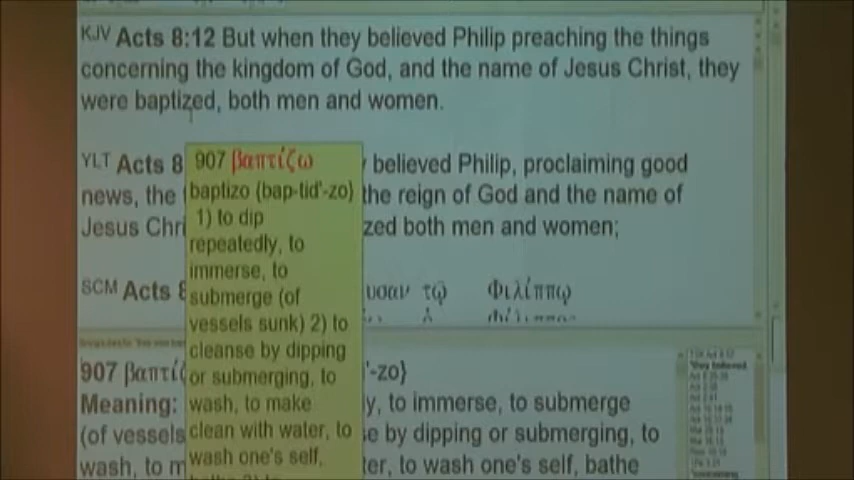 KJV Acts 8:12 But when they believed Philip preaching the things
concerning the kingdom of God, and the name of Jesus Christ, they
were baptized, both men and women.
YLT Acts 8 believed Philip, proclaiming good
news, the the reign of God and the name of
Jesus Chri zed both men and women;
SCM Acts 8 υσαν τῷ Φιλίππῳ
907 βαπτίζω
baptizo {bap-tid'-zo}
1) to dip
repeatedly, to
immerse, to
submerge (of
vessels sunk) 2) to
cleanse by dipping
or submerging, to
wash, to make
clean with water, to
wash one's self,
907 βαπτίζ '-zo}
Meaning: y, to immerse, to submerge
(of vessels e by dipping or submerging, to
wash, to m ter, to wash one's self, bathe
"they believed